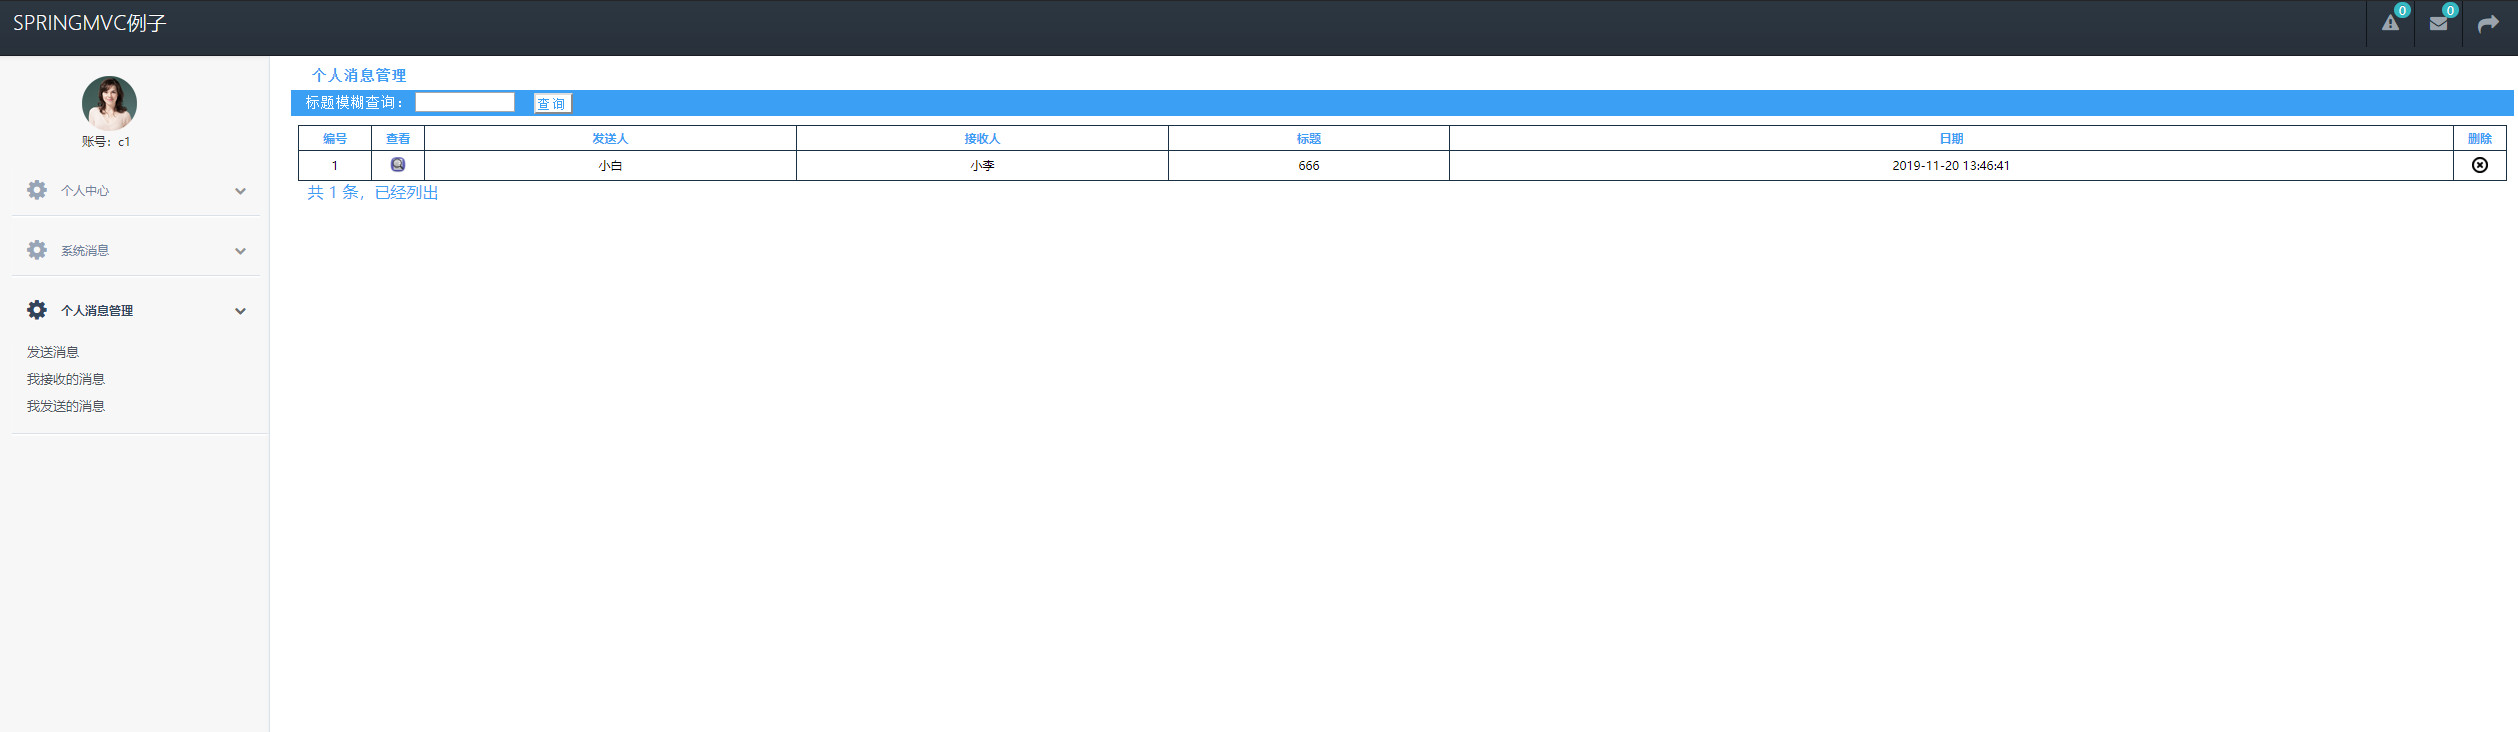 SPRINGMVC例子
0
0
账号：c1
个人中心
系统消息
个人消息管理
发送消息
我接收的消息
我发送的消息
个人消息管理
标题模糊查询： 查询
编号 查看 发送人 接收人 标题 日期 删除
1 小白 小李 666 2019-11-20 13:46:41
共 1 条，已经列出